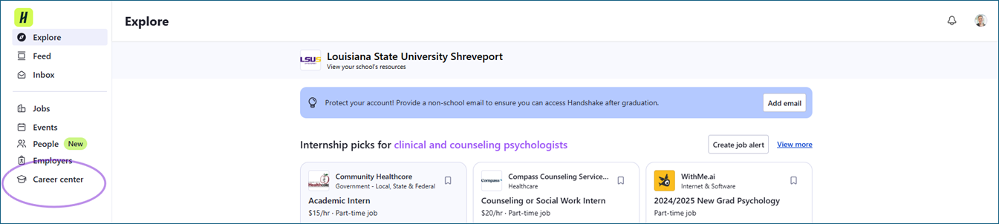 H
Explore
Feed
Inbox
Jobs
Events
People New
Employers
Career center
Explore
LSUS
Louisiana State University Shreveport
View your school's resources
Protect your account! Provide a non-school email to ensure you can access Handshake after graduation.
Add email
Internship picks for clinical and counseling psychologists
Create job alert
View more
Healthcore
Community Healthcore
Government - Local, State & Federal
Academic Intern
$15/hr · Part-time job
Compass
Compass Counseling Service...
Healthcare
Counseling or Social Work Intern
$20/hr · Part-time job
WithMe.ai
Internet & Software
2024/2025 New Grad Psychology
Part-time job